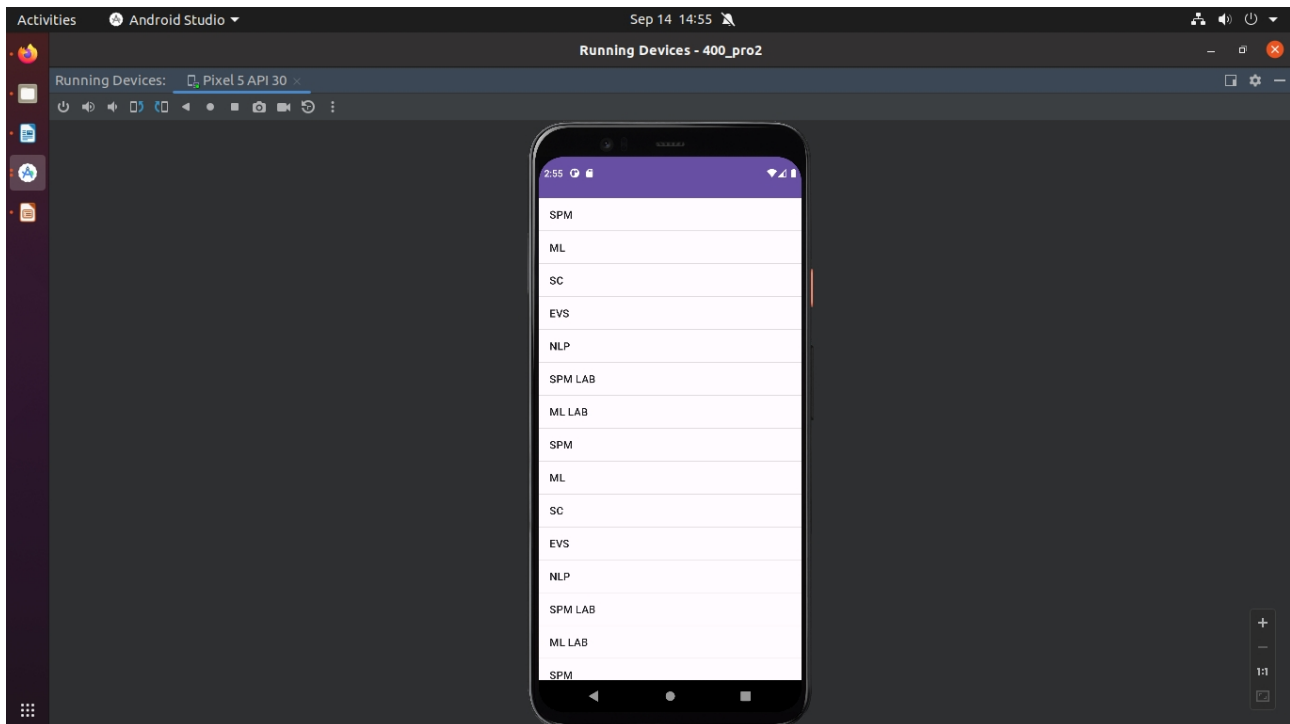 Activities Android Studio Sep 14 14:55
Running Devices - 400_pro2
Running Devices: Pixel 5 API 30
2:55
SPM
ML
SC
EVS
NLP
SPM LAB
ML LAB
SPM
ML
SC
EVS
NLP
SPM LAB
ML LAB
SPM
1:1